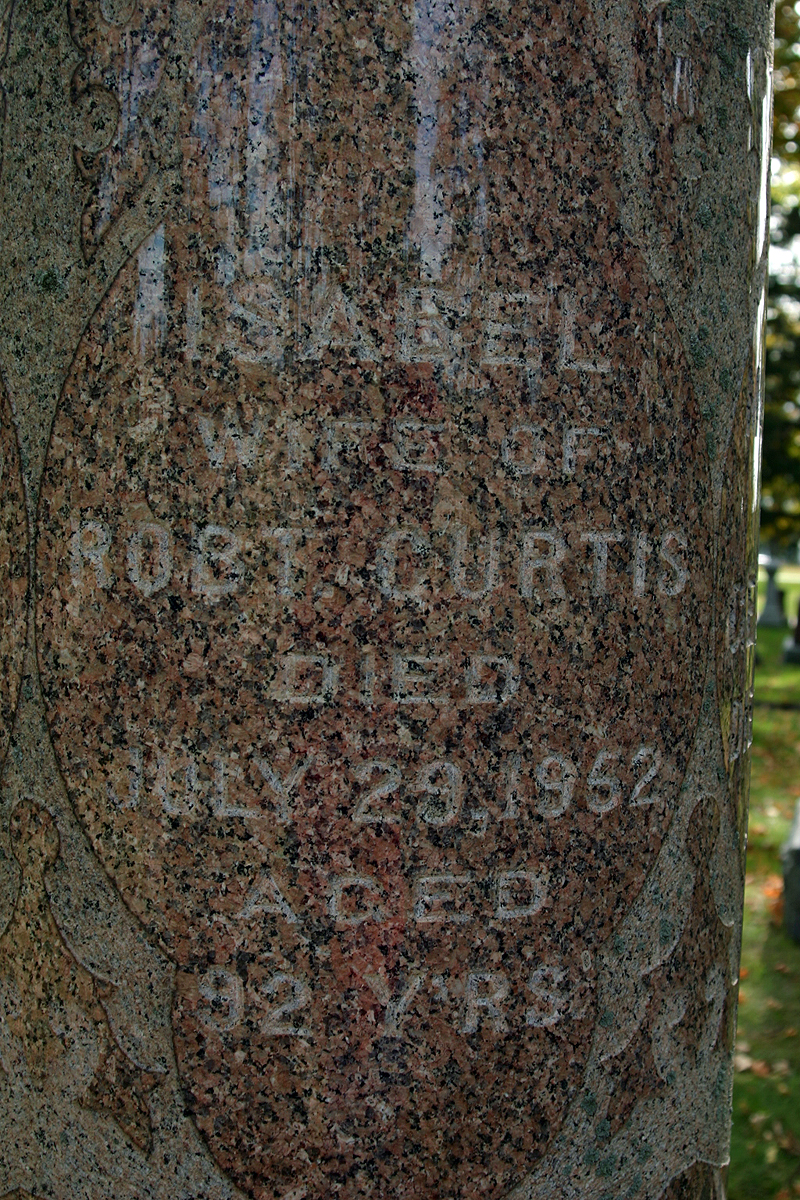 ISABEL
WIFE OF
ROBT. CURTIS
DIED
JULY 29, 1952
AGED
92 Y'RS.